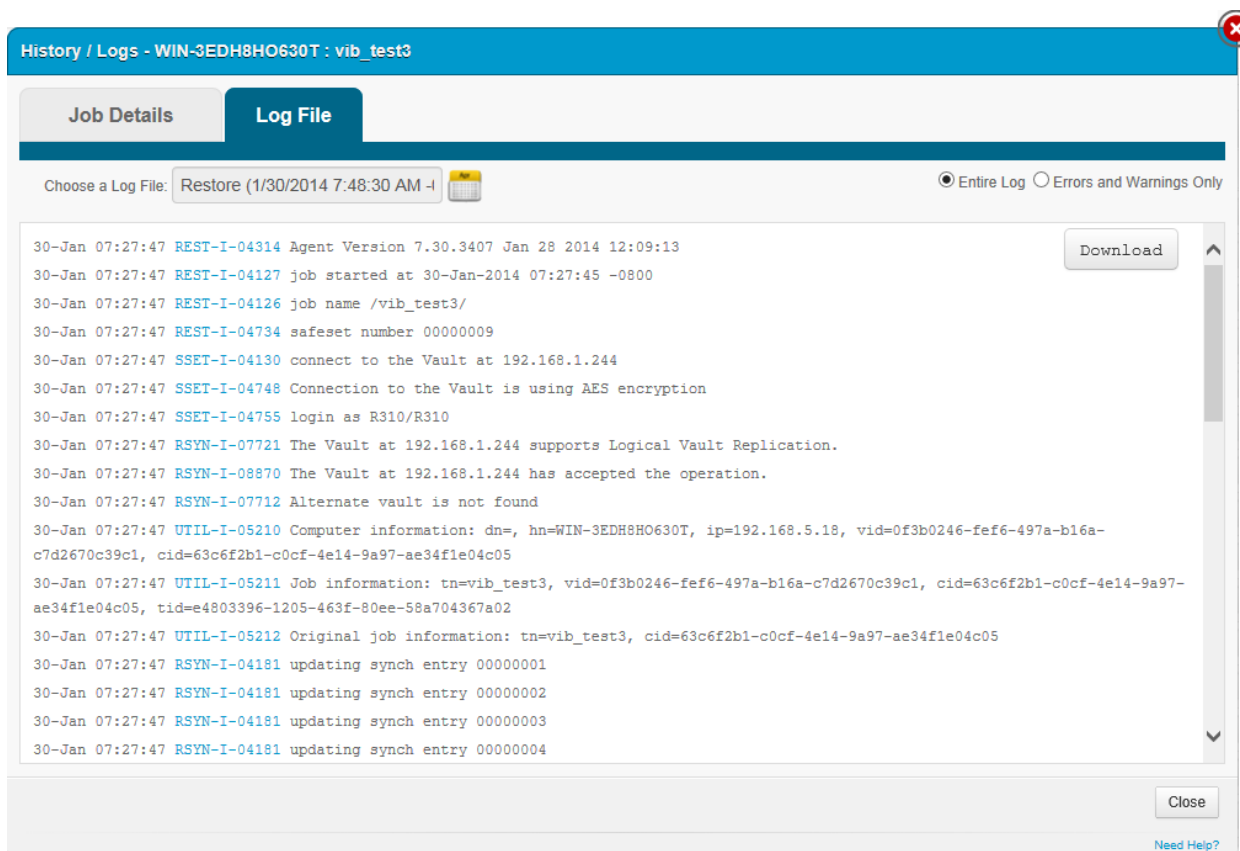 History / Logs - WIN-3EDH8HO630T : vib_test3
Job Details
Log File
Choose a Log File: Restore (1/30/2014 7:48:30 AM -
Apr
Entire Log Errors and Warnings Only
Download
30-Jan 07:27:47 REST-I-04314 Agent Version 7.30.3407 Jan 28 2014 12:09:13
30-Jan 07:27:47 REST-I-04127 job started at 30-Jan-2014 07:27:45 -0800
30-Jan 07:27:47 REST-I-04126 job name /vib_test3/
30-Jan 07:27:47 REST-I-04734 safeset number 00000009
30-Jan 07:27:47 SSET-I-04130 connect to the Vault at 192.168.1.244
30-Jan 07:27:47 SSET-I-04748 Connection to the Vault is using AES encryption
30-Jan 07:27:47 SSET-I-04755 login as R310/R310
30-Jan 07:27:47 RSYN-I-07721 The Vault at 192.168.1.244 supports Logical Vault Replication.
30-Jan 07:27:47 RSYN-I-08870 The Vault at 192.168.1.244 has accepted the operation.
30-Jan 07:27:47 RSYN-I-07712 Alternate vault is not found
30-Jan 07:27:47 UTIL-I-05210 Computer information: dn=, hn=WIN-3EDH8HO630T, ip=192.168.5.18, vid=0f3b0246-fef6-497a-b16a-
c7d2670c39c1, cid=63c6f2b1-c0cf-4e14-9a97-ae34f1e04c05
30-Jan 07:27:47 UTIL-I-05211 Job information: tn=vib_test3, vid=0f3b0246-fef6-497a-b16a-c7d2670c39c1, cid=63c6f2b1-c0cf-4e14-9a97-
ae34f1e04c05, tid=e4803396-1205-463f-80ee-58a704367a02
30-Jan 07:27:47 UTIL-I-05212 Original job information: tn=vib_test3, cid=63c6f2b1-c0cf-4e14-9a97-ae34f1e04c05
30-Jan 07:27:47 RSYN-I-04181 updating synch entry 00000001
30-Jan 07:27:47 RSYN-I-04181 updating synch entry 00000002
30-Jan 07:27:47 RSYN-I-04181 updating synch entry 00000003
30-Jan 07:27:47 RSYN-I-04181 updating synch entry 00000004
Close
Need Help?